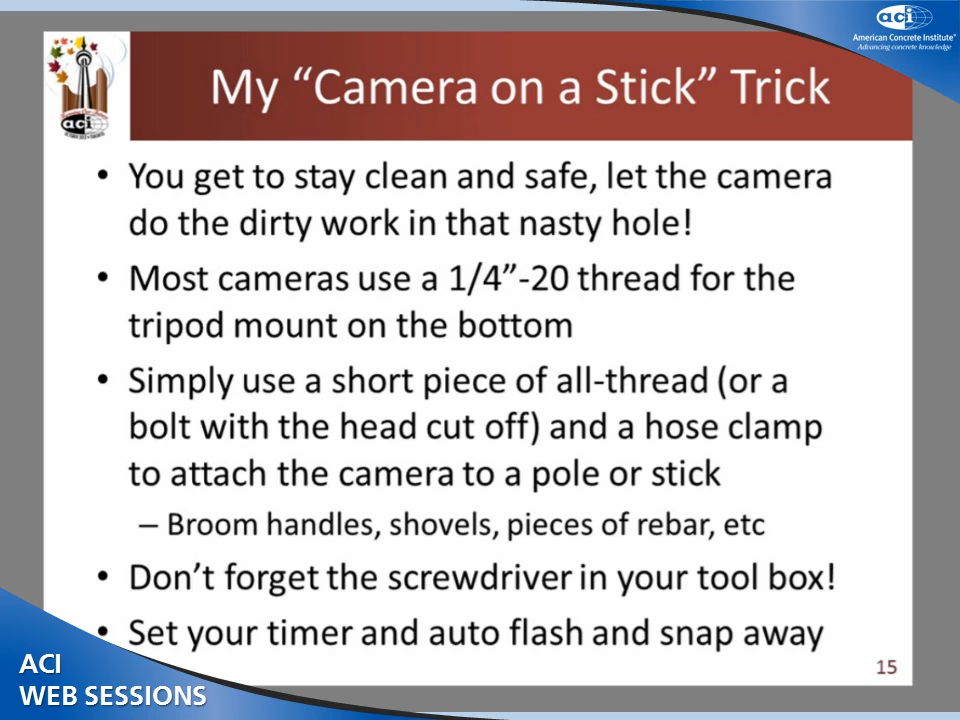 aci
American Concrete Institute®
Advancing concrete knowledge
aci
My “Camera on a Stick” Trick
• You get to stay clean and safe, let the camera
do the dirty work in that nasty hole!
• Most cameras use a 1/4”-20 thread for the
tripod mount on the bottom
• Simply use a short piece of all-thread (or a
bolt with the head cut off) and a hose clamp
to attach the camera to a pole or stick
– Broom handles, shovels, pieces of rebar, etc
• Don’t forget the screwdriver in your tool box!
• Set your timer and auto flash and snap away
15
ACI
WEB SESSIONS